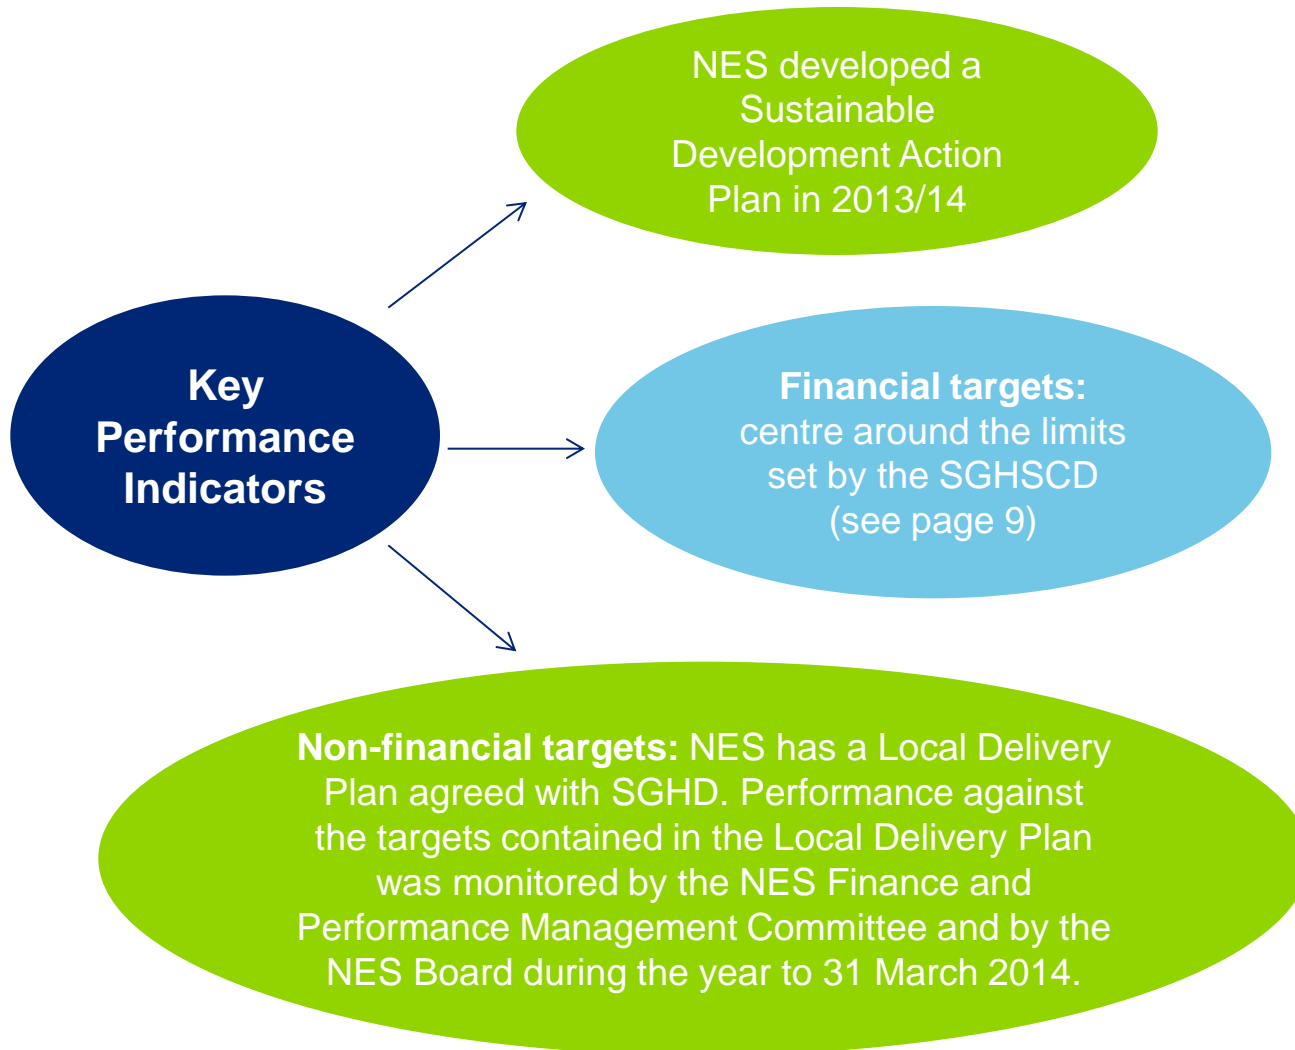 NES developed a
Sustainable
Development Action
Plan in 2013/14
Key
Performance
Indicators
Financial targets:
centre around the limits
set by the SGHSCD
(see page 9)
Non-financial targets: NES has a Local Delivery
Plan agreed with SGHD. Performance against
the targets contained in the Local Delivery Plan
was monitored by the NES Finance and
Performance Management Committee and by the
NES Board during the year to 31 March 2014.